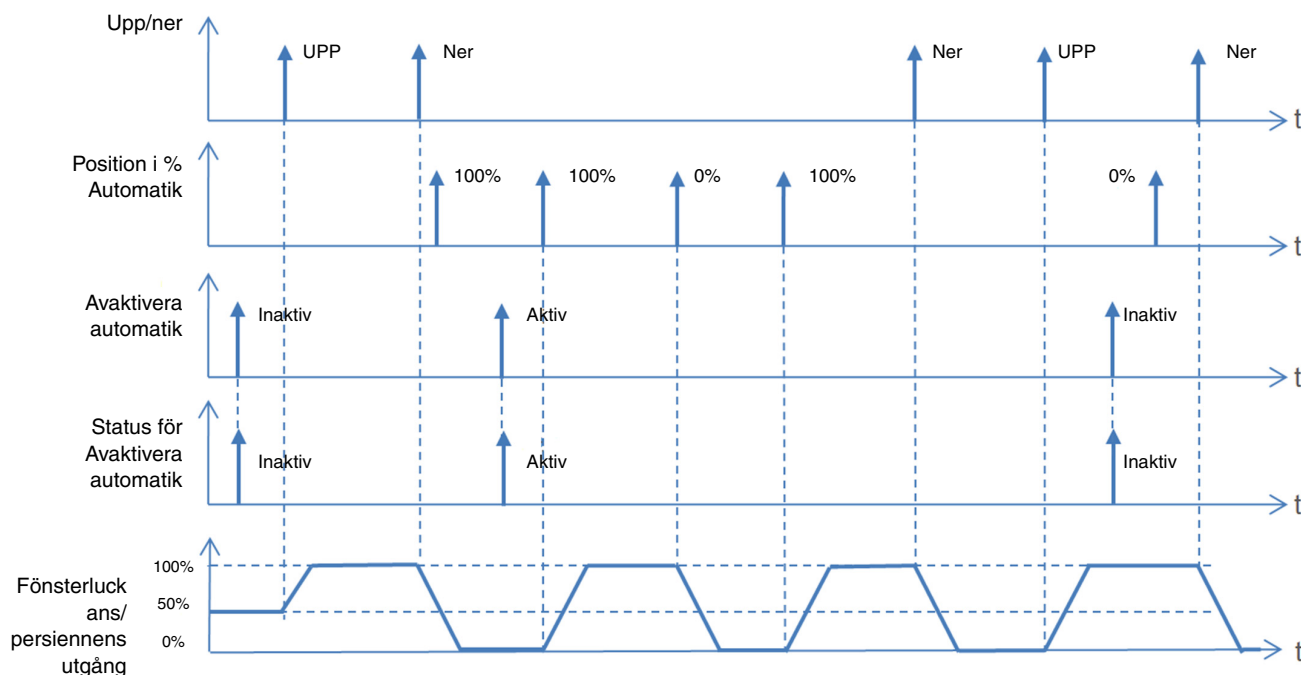 Upp/ner
UPP
Ner
Ner
UPP
Ner
t
Position i %
Automatik
100%
100%
0%
100%
0%
t
Avaktivera
automatik
Inaktiv
Aktiv
Inaktiv
t
Status för
Avaktivera
automatik
Inaktiv
Aktiv
Inaktiv
t
Fönsterluck
ans/
persiennens
utgång
100%
50%
0%
t